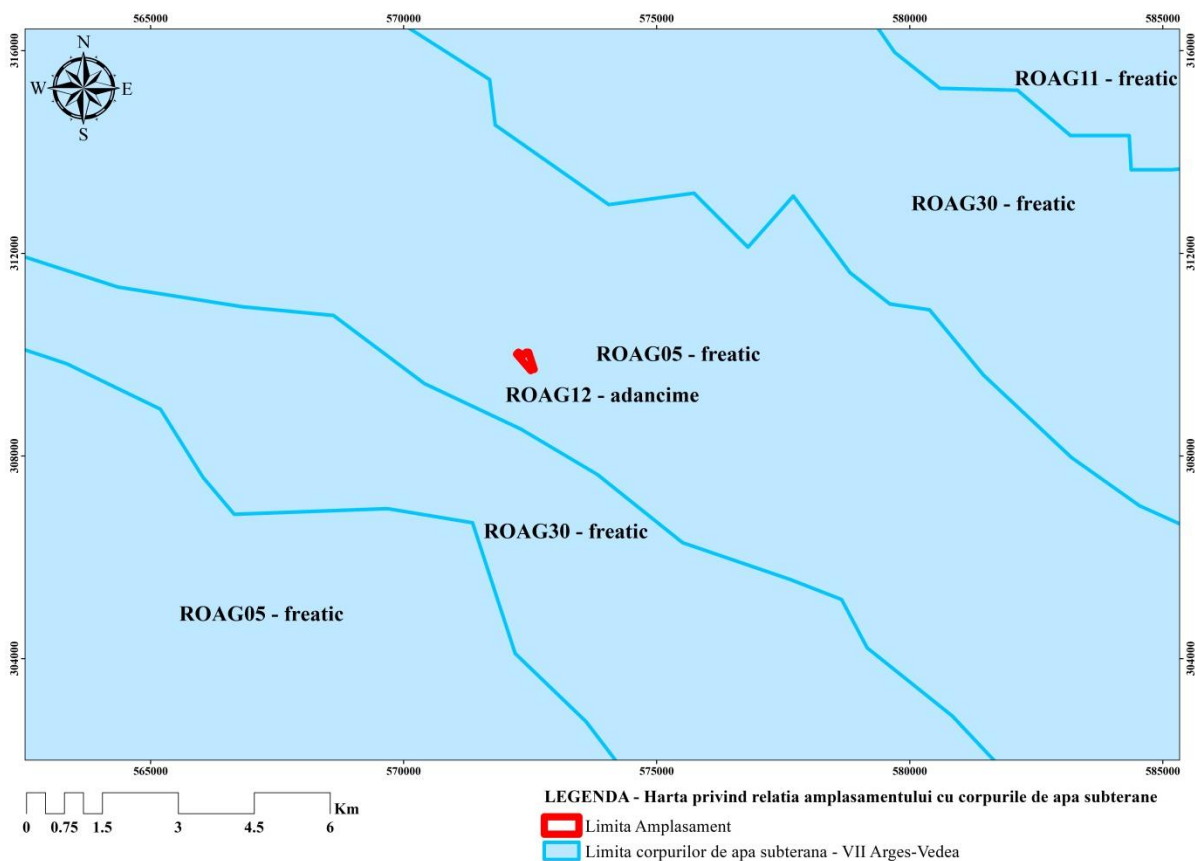 565000
570000
575000
580000
585000
316000
316000
N
W
E
S
ROAG11 - freatic
ROAG30 - freatic
312000
312000
ROAG05 - freatic
ROAG12 - adancime
308000
308000
ROAG30 - freatic
ROAG05 - freatic
304000
304000
565000
570000
575000
580000
585000
Km
0 0.75 1.5 3 4.5 6
LEGENDA - Harta privind relatia amplasamentului cu corpurile de apa subterane
Limita Amplasament
Limita corpurilor de apa subterana - VII Arges-Vedea